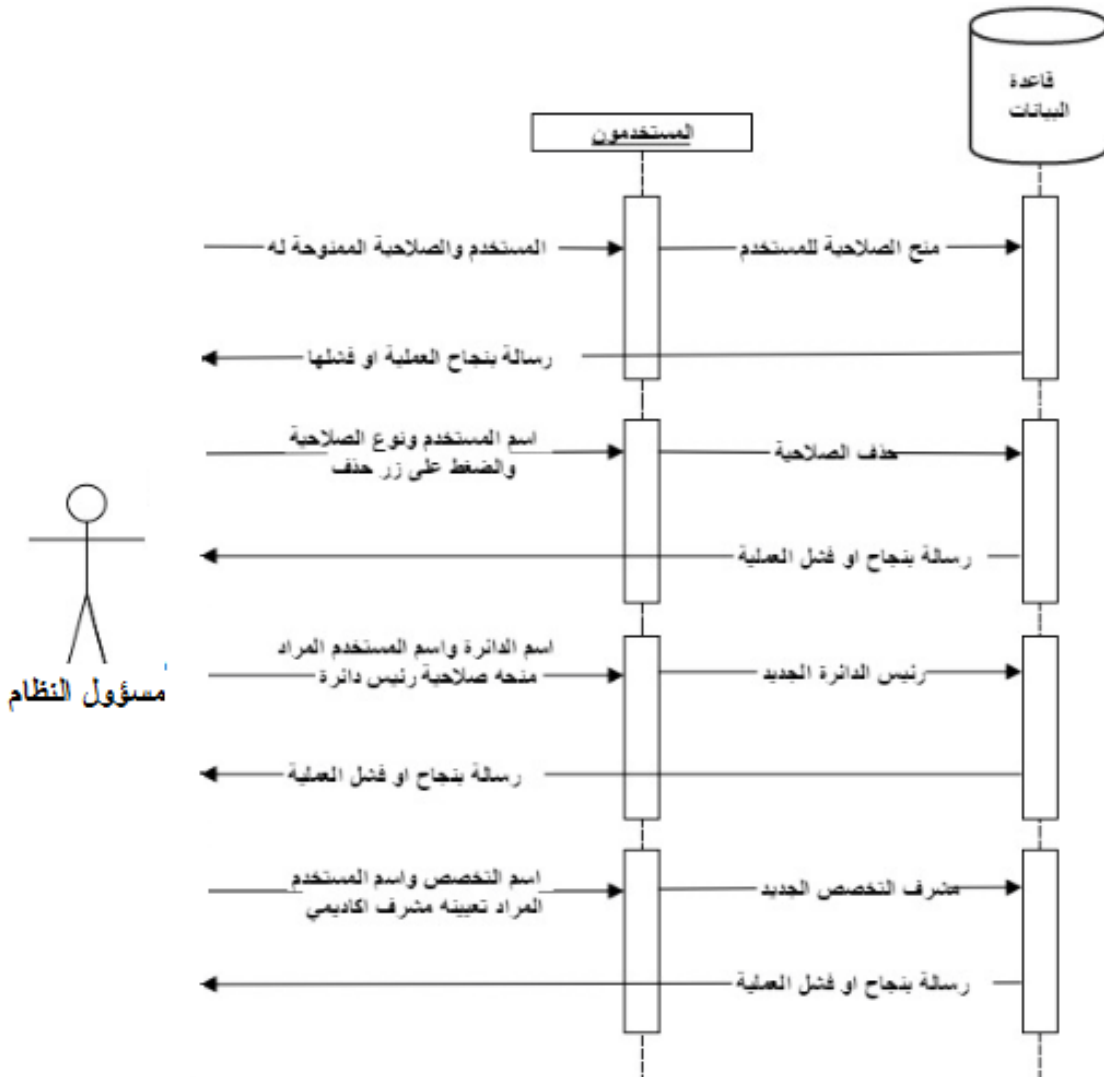 قاعدة
البيانات
المستخدمون
المستخدم والصلاحية الممنوحة له
منح الصلاحية للمستخدم
رسالة بنجاح العملية او فشلها
اسم المستخدم ونوع الصلاحية
والضغط على زر حذف
حذف الصلاحية
رسالة بنجاح او فشل العملية
مسؤول النظام
اسم الدائرة واسم المستخدم المراد
منحه صلاحية رئيس دائرة
رئيس الدائرة الجديد
رسالة بنجاح او فشل العملية
اسم التخصص واسم المستخدم
المراد تعيينه مشرف اكاديمي
مشرف التخصص الجديد
رسالة بنجاح او فشل العملية